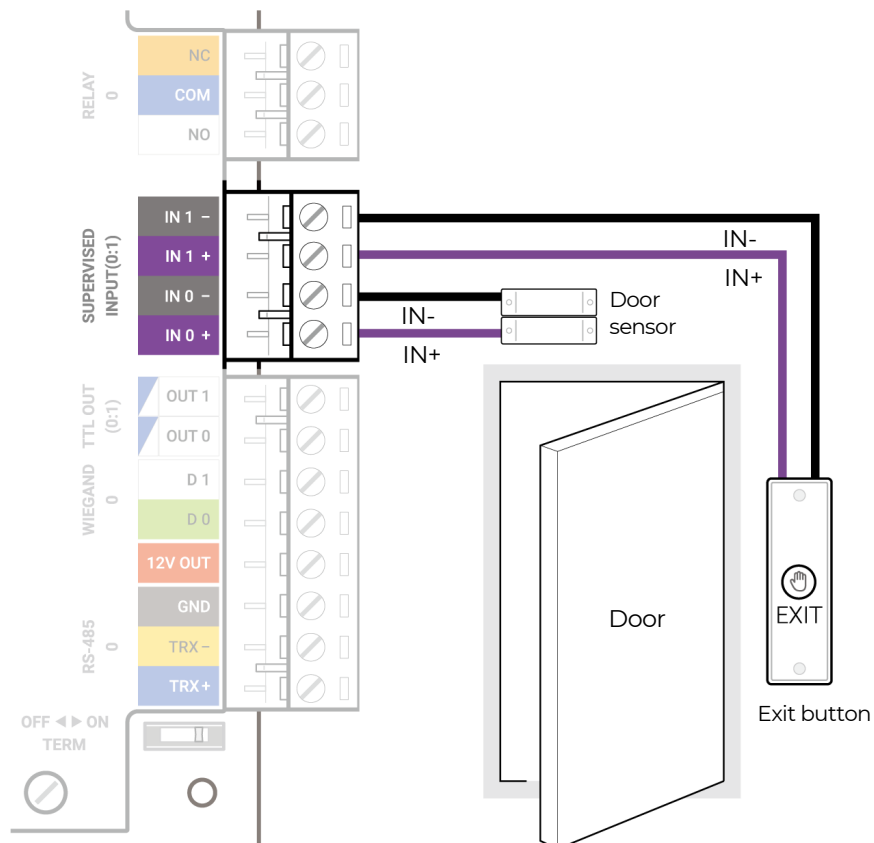 RELAY
0
NC
COM
NO
SUPERVISED
INPUT(0:1)
IN 1 −
IN 1 +
IN 0 −
IN 0 +
IN-
IN+
Door
sensor
IN-
IN+
TTL OUT
(0:1)
OUT 1
OUT 0
WIEGAND
0
D 1
D 0
12V OUT
GND
RS-485
0
TRX −
TRX +
Door
EXIT
Exit button
OFF ◄ ► ON
TERM